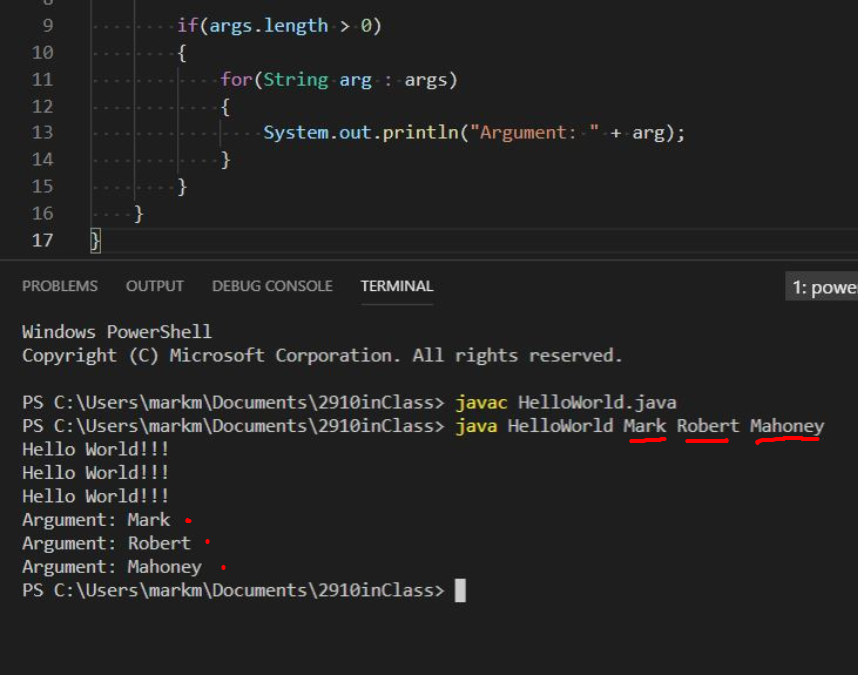 8
9 if(args.length > 0)
10 {
11 for(String arg : args)
12 {
13 System.out.println("Argument: " + arg);
14 }
15 }
16 }
17 }
PROBLEMS OUTPUT DEBUG CONSOLE TERMINAL 1: powe
Windows PowerShell
Copyright (C) Microsoft Corporation. All rights reserved.
PS C:\Users\markm\Documents\2910inClass> javac HelloWorld.java
PS C:\Users\markm\Documents\2910inClass> java HelloWorld Mark Robert Mahoney
Hello World!!!
Hello World!!!
Hello World!!!
Argument: Mark
Argument: Robert
Argument: Mahoney
PS C:\Users\markm\Documents\2910inClass>